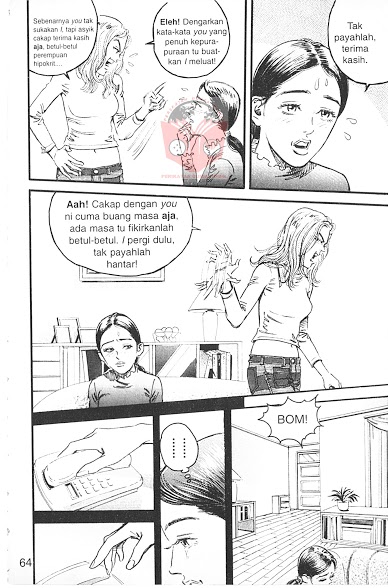 Sebenarnya you tak
sukakan I, tapi asyik
cakap terima kasih
aja, betul-betul
perempuan
hipokrit....
Eleh! Dengarkan
kata-kata you yang
penuh kepura-
puraan tu buat-
kan I meluat!
Tak
payahlah,
terima
kasih.
Aah! Cakap dengan you
ni cuma buang masa aja,
ada masa tu fikirkanlah
betul-betul. I pergi dulu,
tak payahlah
hantar!
BOM!
64